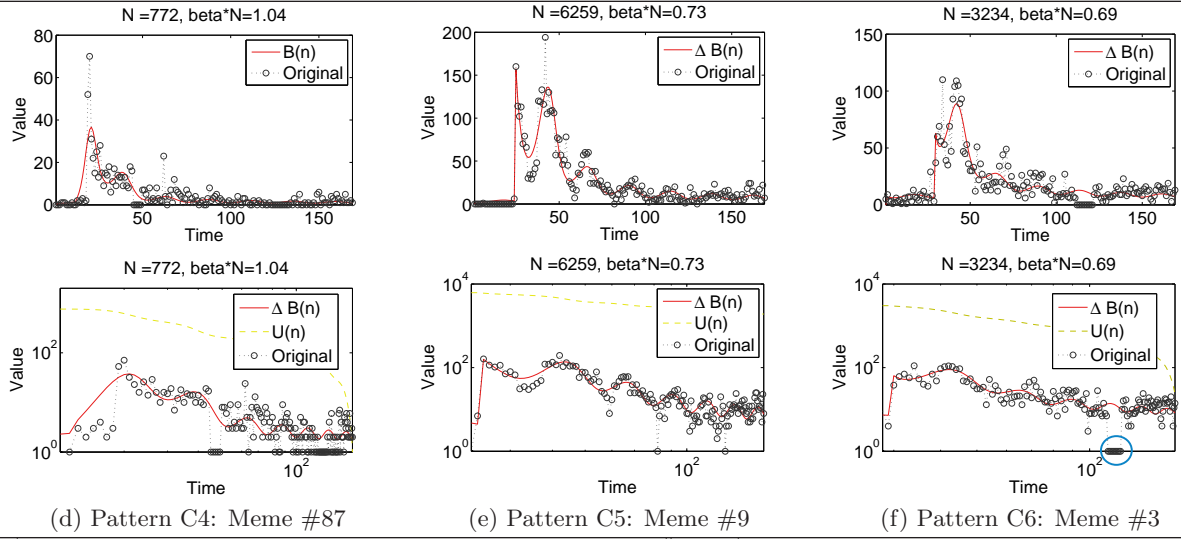 N =772, beta*N=1.04
80
60
40
20
0
50
100
150
Value
Time
B(n)
Original
N =6259, beta*N=0.73
200
150
100
50
0
50
100
150
Value
Time
Δ B(n)
Original
N =3234, beta*N=0.69
150
100
50
0
50
100
150
Value
Time
Δ B(n)
Original
N =772, beta*N=1.04
10^2
10^0
10^2
Value
Time
Δ B(n)
U(n)
Original
N =6259, beta*N=0.73
10^4
10^2
10^0
10^2
Value
Time
Δ B(n)
U(n)
Original
N =3234, beta*N=0.69
10^4
10^2
10^0
10^2
Value
Time
Δ B(n)
U(n)
Original
(d) Pattern C4: Meme #87
(e) Pattern C5: Meme #9
(f) Pattern C6: Meme #3